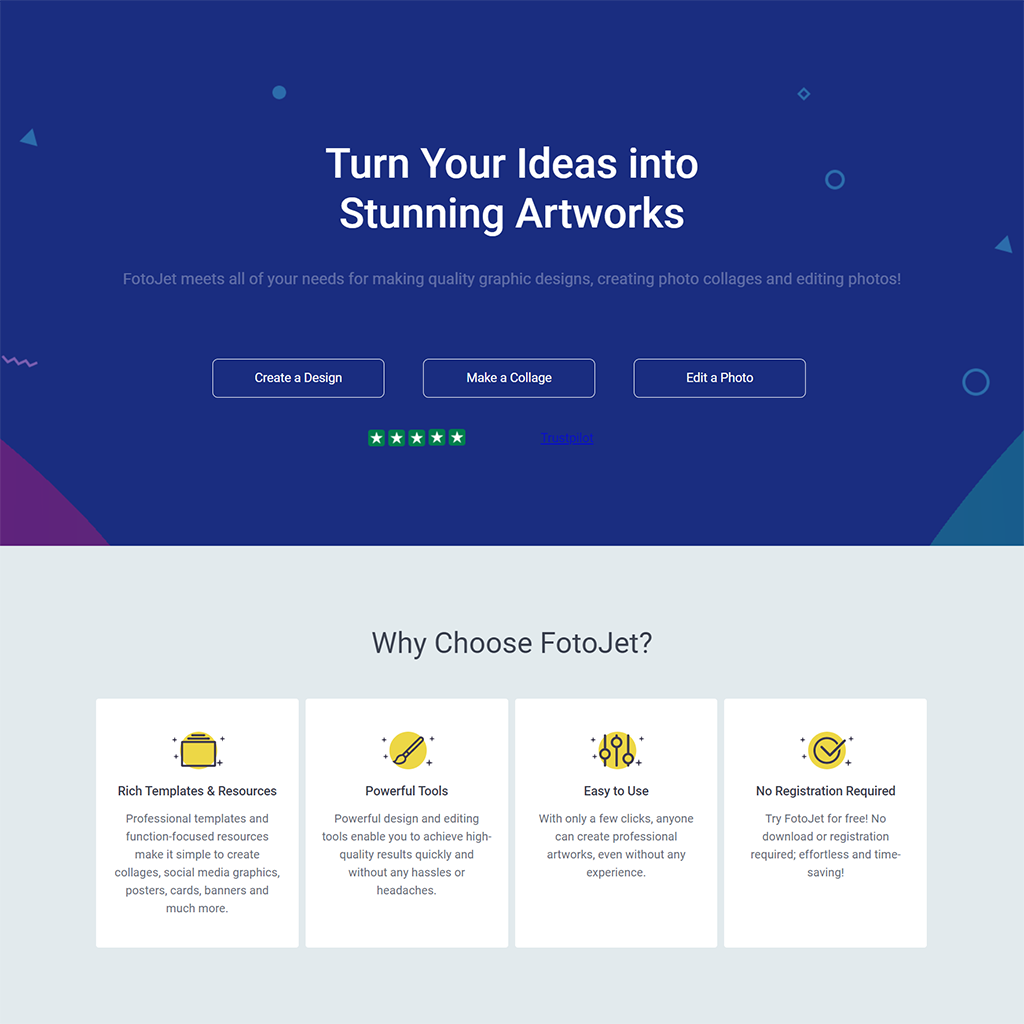 Turn Your Ideas into
Stunning Artworks
FotoJet meets all of your needs for making quality graphic designs, creating photo collages and editing photos!
Create a Design
Make a Collage
Edit a Photo
Trustpilot
Why Choose FotoJet?
Rich Templates & Resources
Professional templates and
function-focused resources
make it simple to create
collages, social media graphics,
posters, cards, banners and
much more.
Powerful Tools
Powerful design and editing
tools enable you to achieve high-
quality results quickly and
without any hassles or
headaches.
Easy to Use
With only a few clicks, anyone
can create professional
artworks, even without any
experience.
No Registration Required
Try FotoJet for free! No
download or registration
required; effortless and time-
saving!